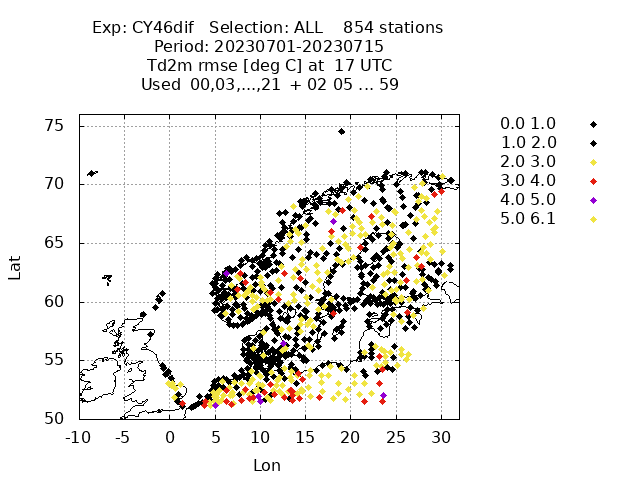 Exp: CY46dif   Selection: ALL    854 stations
Period: 20230701-20230715
Td2m rmse [deg C] at  17 UTC
Used  00,03,...,21  + 02 05 ... 59
75
70
65
60
55
50
Lat
-10 -5 0 5 10 15 20 25 30
Lon
0.0 1.0
1.0 2.0
2.0 3.0
3.0 4.0
4.0 5.0
5.0 6.1